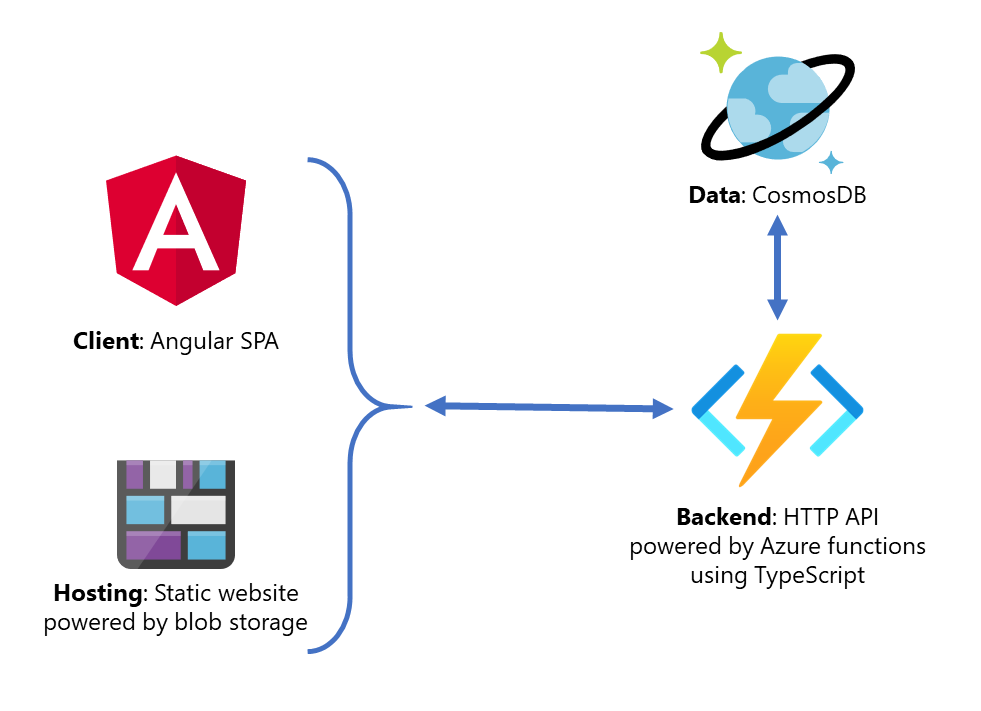 Data: CosmosDB
Client: Angular SPA
Backend: HTTP API
powered by Azure functions
using TypeScript
Hosting: Static website
powered by blob storage